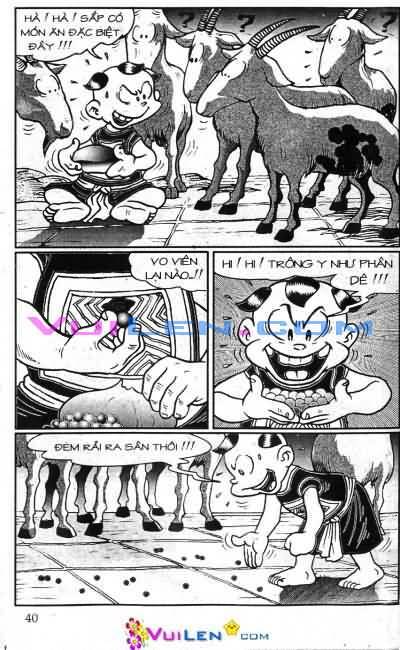 HÀ! HÀ! SẮP CÓ
MÓN ĂN ĐẶC BIỆT
ĐÂY!!!
? ? ? ?
VO VIÊN
LẠI NÀO..!!
HI! HI! TRÔNG Y NHƯ PHÂN
DÊ!!!
VUILEN.COM
ĐEM RẢI RA SÂN THÔI!!!
40
VUILEN COM